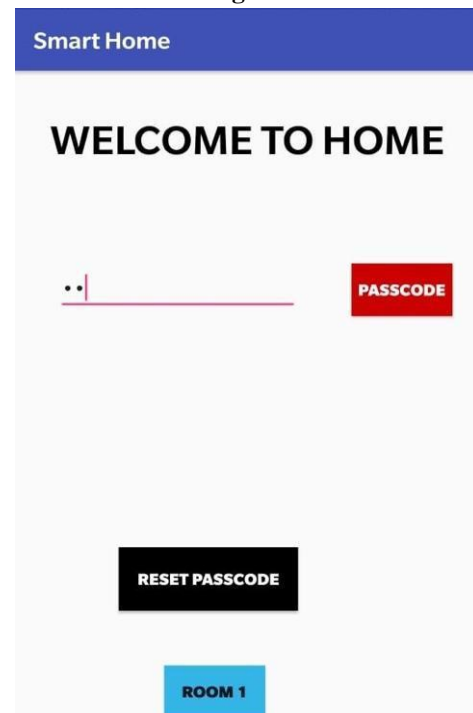 Smart Home
WELCOME TO HOME
••
PASSCODE
RESET PASSCODE
ROOM 1